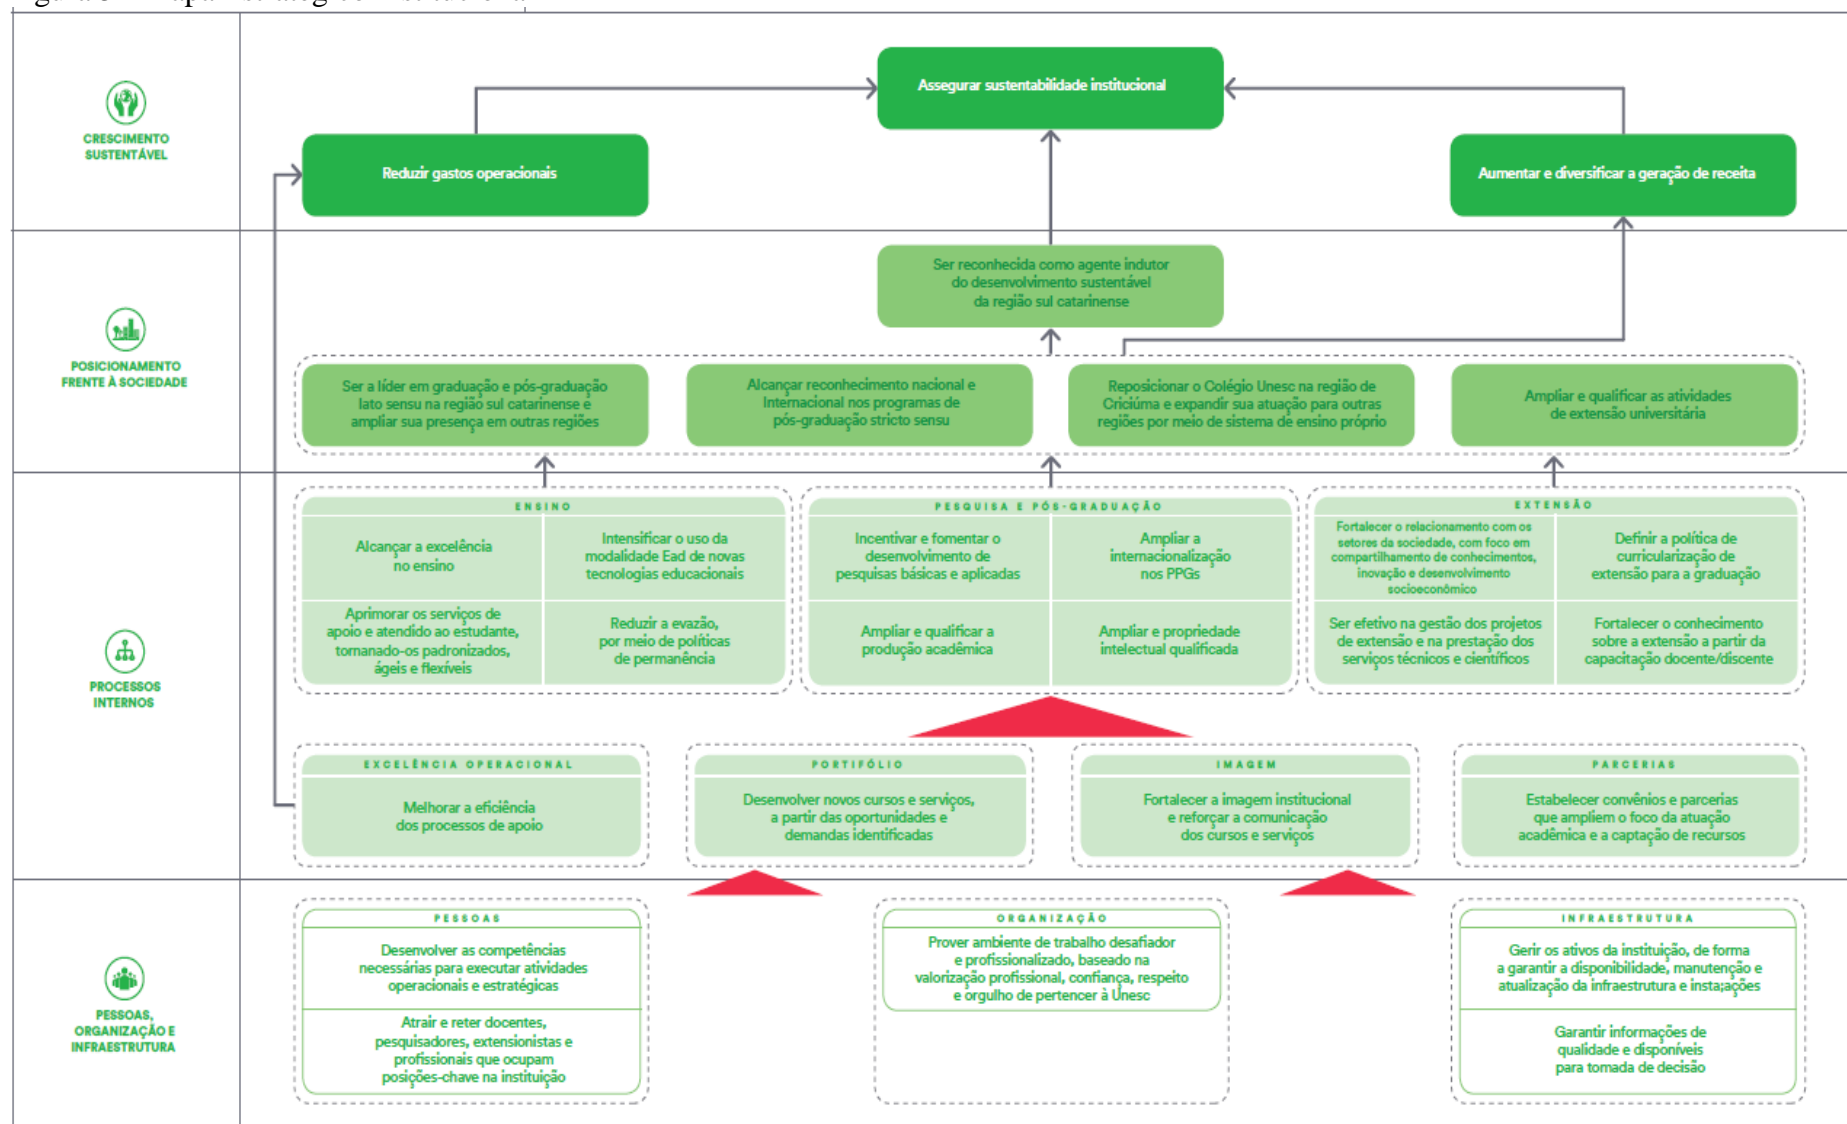 CRESCIMENTO
SUSTENTÁVEL
Assegurar sustentabilidade institucional
Reduzir gastos operacionais
Aumentar e diversificar a geração de receita
POSICIONAMENTO
FRENTE À SOCIEDADE
Ser reconhecida como agente indutor
do desenvolvimento sustentável
da região sul catarinense
Ser a líder em graduação e pós-graduação
lato sensu na região sul catarinense e
ampliar sua presença em outras regiões
Alcançar reconhecimento nacional e
Internacional nos programas de
pós-graduação stricto sensu
Reposicionar o Colégio Unesc na região de
Criciúma e expandir sua atuação para outras
regiões por meio de sistema de ensino próprio
Ampliar e qualificar as atividades
de extensão universitária
PROCESSOS
INTERNOS
ENSINO
Alcançar a excelência
no ensino
Intensificar o uso da
modalidade Ead de novas
tecnologias educacionais
Aprimorar os serviços de
apoio e atendido ao estudante,
tornanado-os padronizados,
ágeis e flexíveis
Reduzir a evazão,
por meio de políticas
de permanência
PESQUISA E PÓS-GRADUAÇÃO
Incentivar e fomentar o
desenvolvimento de
pesquisas básicas e aplicadas
Ampliar a
internacionalização
nos PPGs
Ampliar e qualificar a
produção acadêmica
Ampliar e propriedade
intelectual qualificada
EXTENSÃO
Fortalecer o relacionamento com os
setores da sociedade, com foco em
compartilhamento de conhecimentos,
inovação e desenvolvimento
socioeconômico
Definir a política de
curricularização de
extensão para a graduação
Ser efetivo na gestão dos projetos
de extensão e na prestação dos
serviços técnicos e científicos
Fortalecer o conhecimento
sobre a extensão a partir da
capacitação docente/discente
EXCELÊNCIA OPERACIONAL
Melhorar a eficiência
dos processos de apoio
PORTIFÓLIO
Desenvolver novos cursos e serviços,
a partir das oportunidades e
demandas identificadas
IMAGEM
Fortalecer a imagem institucional
e reforçar a comunicação
dos cursos e serviços
PARCERIAS
Estabelecer convênios e parcerias
que ampliem o foco da atuação
acadêmica e a captação de recursos
PESSOAS,
ORGANIZAÇÃO E
INFRAESTRUTURA
PESSOAS
Desenvolver as competências
necessárias para executar atividades
operacionais e estratégicas
Atrair e reter docentes,
pesquisadores, extensionistas e
profissionais que ocupam
posições-chave na instituição
ORGANIZAÇÃO
Prover ambiente de trabalho desafiador
e profissionalizado, baseado na
valorização profissional, confiança, respeito
e orgulho de pertencer à Unesc
INFRAESTRUTURA
Gerir os ativos da instituição, de forma
a garantir a disponibilidade, manutenção e
atualização da infraestrutura e insta;ações
Garantir informações de
qualidade e disponíveis
para tomada de decisão